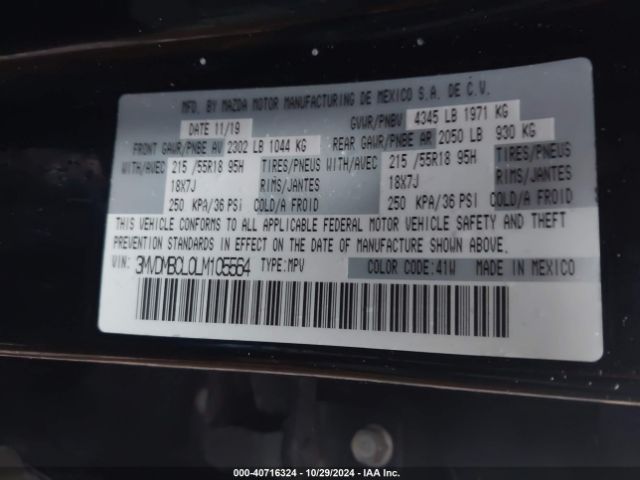 MFD. BY MAZDA MOTOR MANUFACTURING DE MEXICO S.A. DE C.V.
DATE 11/19 GVWR/PNBV 4345 LB 1971 KG
FRONT GAWR/PNBE AV 2302 LB 1044 KG REAR GAWR/PNBE AR 2050 LB 930 KG
WITH/AVEC 215 /55R18 95H TIRES/PNEUS WITH/AVEC 215 /55R18 95H TIRES/PNEUS
18X7J RIMS/JANTES 18X7J RIMS/JANTES
250 KPA/36 PSI COLD/A FROID 250 KPA/36 PSI COLD/A FROID
THIS VEHICLE CONFORMS TO ALL APPLICABLE FEDERAL MOTOR VEHICLE SAFETY AND THEFT
PREVENTION STANDARDS IN EFFECT ON THE DATE OF MANUFACTURE SHOWN ABOVE.
VIN: 3MVDMBCL0LM105564 TYPE: MPV COLOR CODE: 41W MADE IN MEXICO
000-40716324 | 10/29/2024 | IAA Inc.